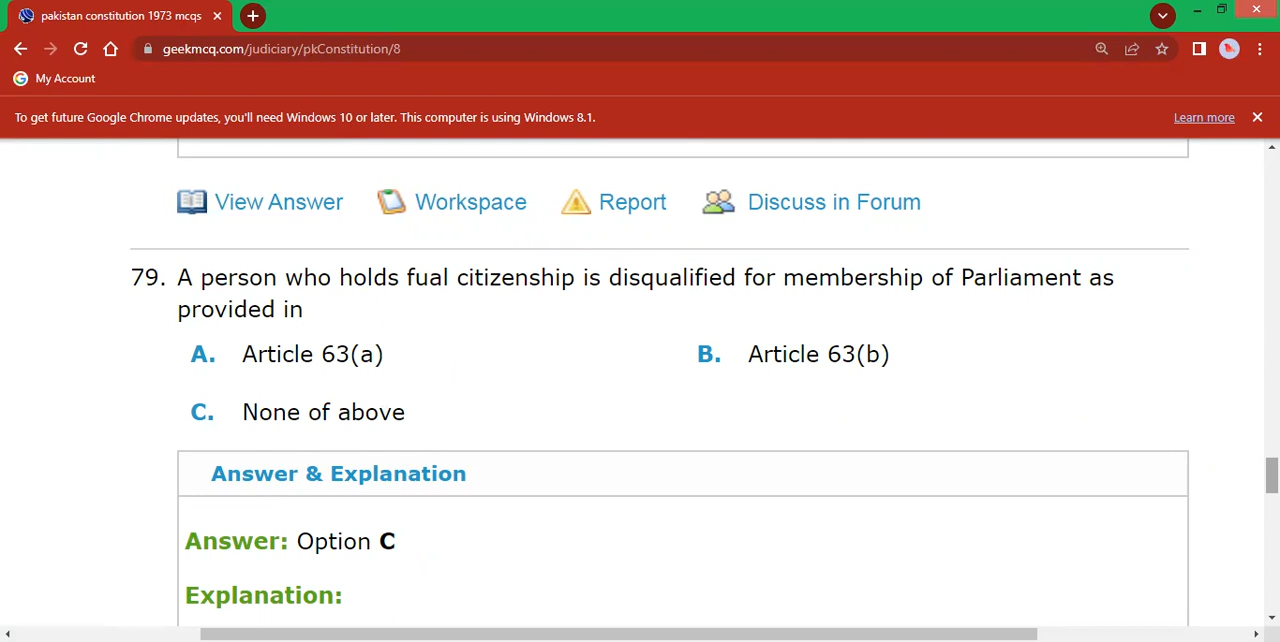 pakistan constitution 1973 mcqs
geekmcq.com/judiciary/pkConstitution/8
My Account
To get future Google Chrome updates, you'll need Windows 10 or later. This computer is using Windows 8.1. Learn more
View Answer Workspace Report Discuss in Forum
79. A person who holds fual citizenship is disqualified for membership of Parliament as
provided in
A. Article 63(a) B. Article 63(b)
C. None of above
Answer & Explanation
Answer: Option C
Explanation: